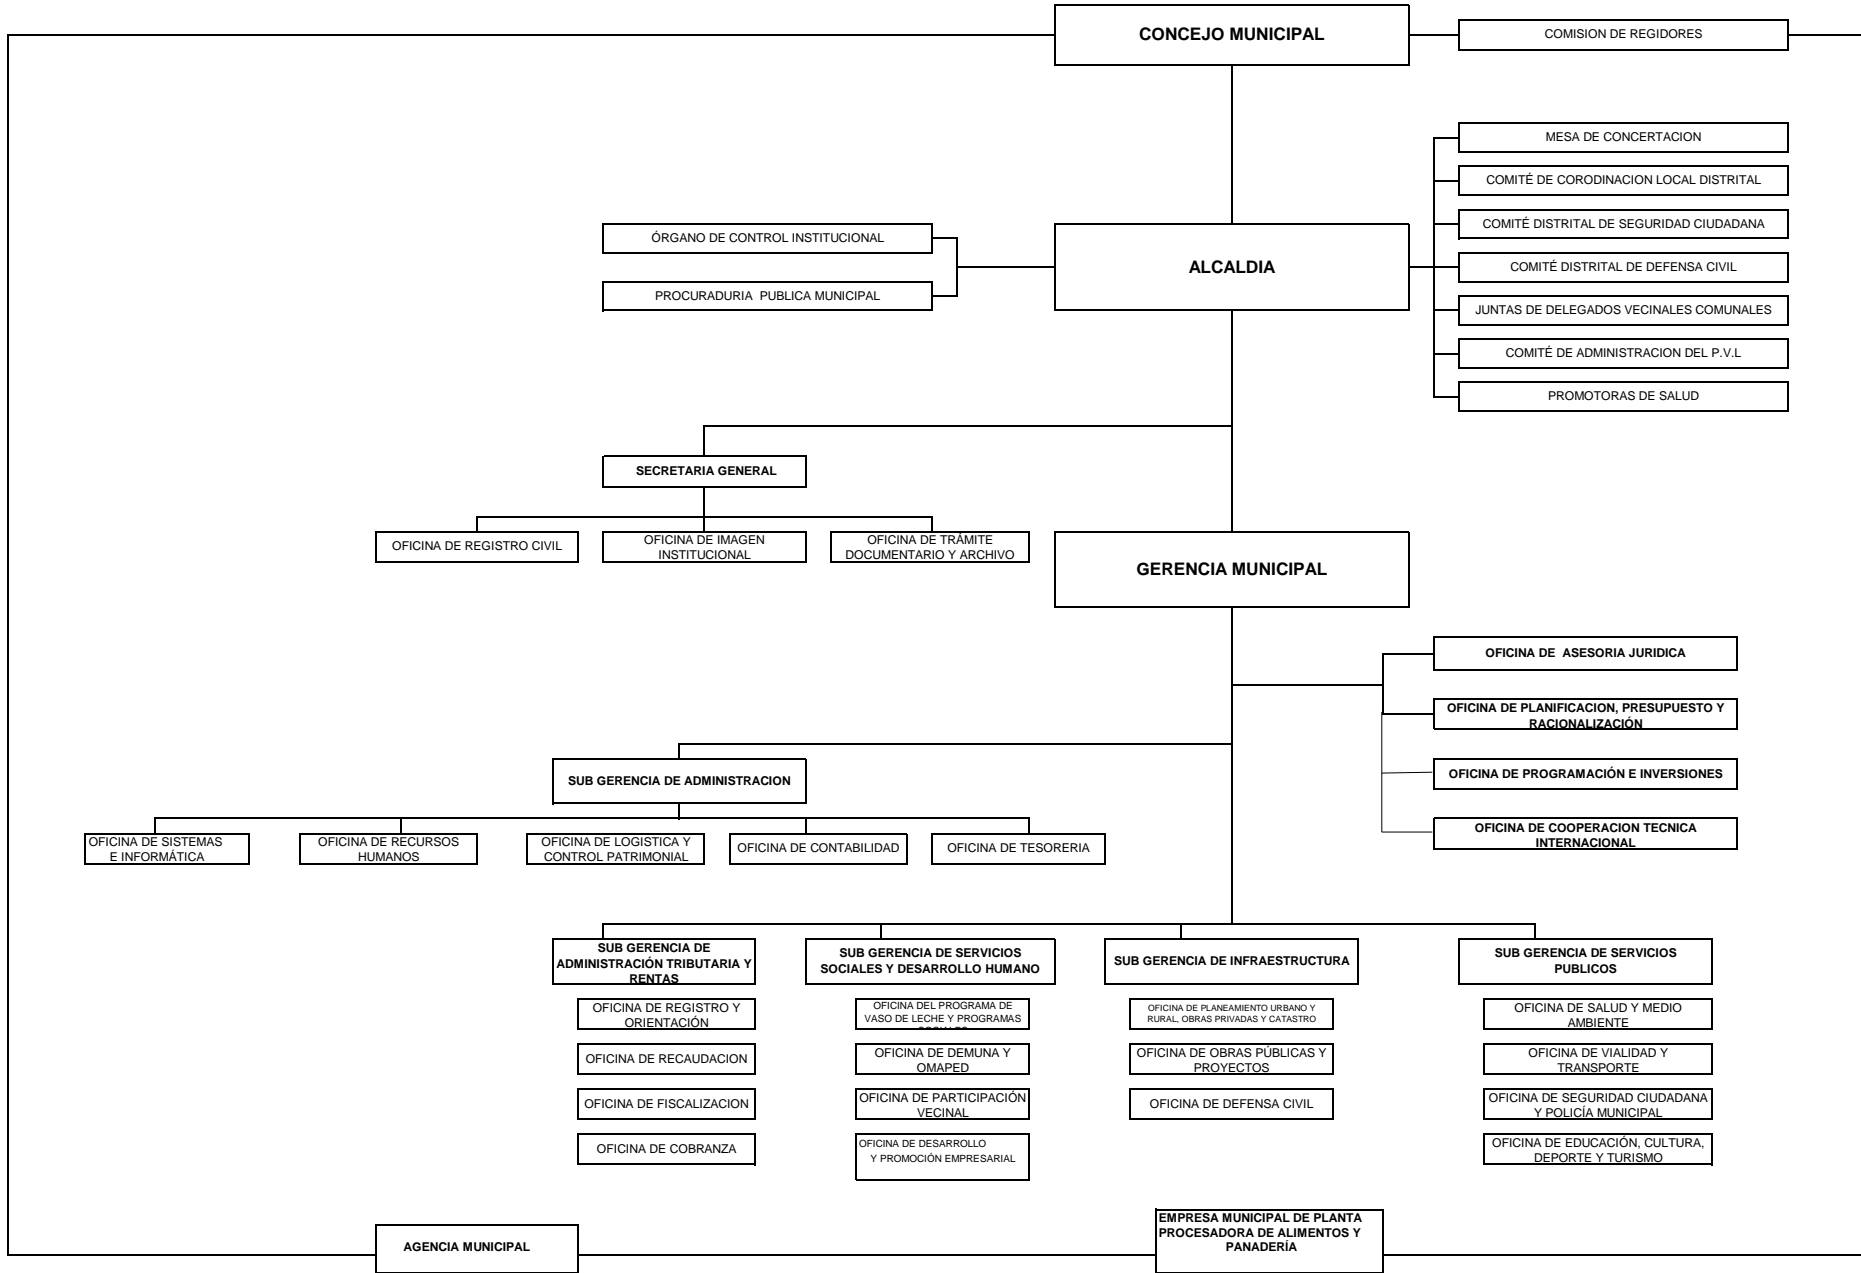 CONCEJO MUNICIPAL
COMISION DE REGIDORES
MESA DE CONCERTACION
COMITÉ DE CORODINACION LOCAL DISTRITAL
COMITÉ DISTRITAL DE SEGURIDAD CIUDADANA
COMITÉ DISTRITAL DE DEFENSA CIVIL
JUNTAS DE DELEGADOS VECINALES COMUNALES
COMITÉ DE ADMINISTRACION DEL P.V.L
PROMOTORAS DE SALUD
ÓRGANO DE CONTROL INSTITUCIONAL
PROCURADURIA PUBLICA MUNICIPAL
ALCALDIA
SECRETARIA GENERAL
OFICINA DE REGISTRO CIVIL
OFICINA DE IMAGEN
INSTITUCIONAL
OFICINA DE TRÁMITE
DOCUMENTARIO Y ARCHIVO
GERENCIA MUNICIPAL
OFICINA DE ASESORIA JURIDICA
OFICINA DE PLANIFICACION, PRESUPUESTO Y
RACIONALIZACIÓN
OFICINA DE PROGRAMACIÓN E INVERSIONES
OFICINA DE COOPERACION TECNICA
INTERNACIONAL
SUB GERENCIA DE ADMINISTRACION
OFICINA DE SISTEMAS
E INFORMÁTICA
OFICINA DE RECURSOS
HUMANOS
OFICINA DE LOGISTICA Y
CONTROL PATRIMONIAL
OFICINA DE CONTABILIDAD
OFICINA DE TESORERIA
SUB GERENCIA DE
ADMINISTRACIÓN TRIBUTARIA Y
RENTAS
OFICINA DE REGISTRO Y
ORIENTACIÓN
OFICINA DE RECAUDACION
OFICINA DE FISCALIZACION
OFICINA DE COBRANZA
SUB GERENCIA DE SERVICIOS
SOCIALES Y DESARROLLO HUMANO
OFICINA DEL PROGRAMA DE
VASO DE LECHE Y PROGRAMAS
OFICINA DE DEMUNA Y
OMAPED
OFICINA DE PARTICIPACIÓN
VECINAL
OFICINA DE DESARROLLO
Y PROMOCIÓN EMPRESARIAL
SUB GERENCIA DE INFRAESTRUCTURA
OFICINA DE PLANEAMIENTO URBANO Y
RURAL, OBRAS PRIVADAS Y CATASTRO
OFICINA DE OBRAS PÚBLICAS Y
PROYECTOS
OFICINA DE DEFENSA CIVIL
SUB GERENCIA DE SERVICIOS
PUBLICOS
OFICINA DE SALUD Y MEDIO
AMBIENTE
OFICINA DE VIALIDAD Y
TRANSPORTE
OFICINA DE SEGURIDAD CIUDADANA
Y POLICÍA MUNICIPAL
OFICINA DE EDUCACIÓN, CULTURA,
DEPORTE Y TURISMO
AGENCIA MUNICIPAL
EMPRESA MUNICIPAL DE PLANTA
PROCESADORA DE ALIMENTOS Y
PANADERÍA